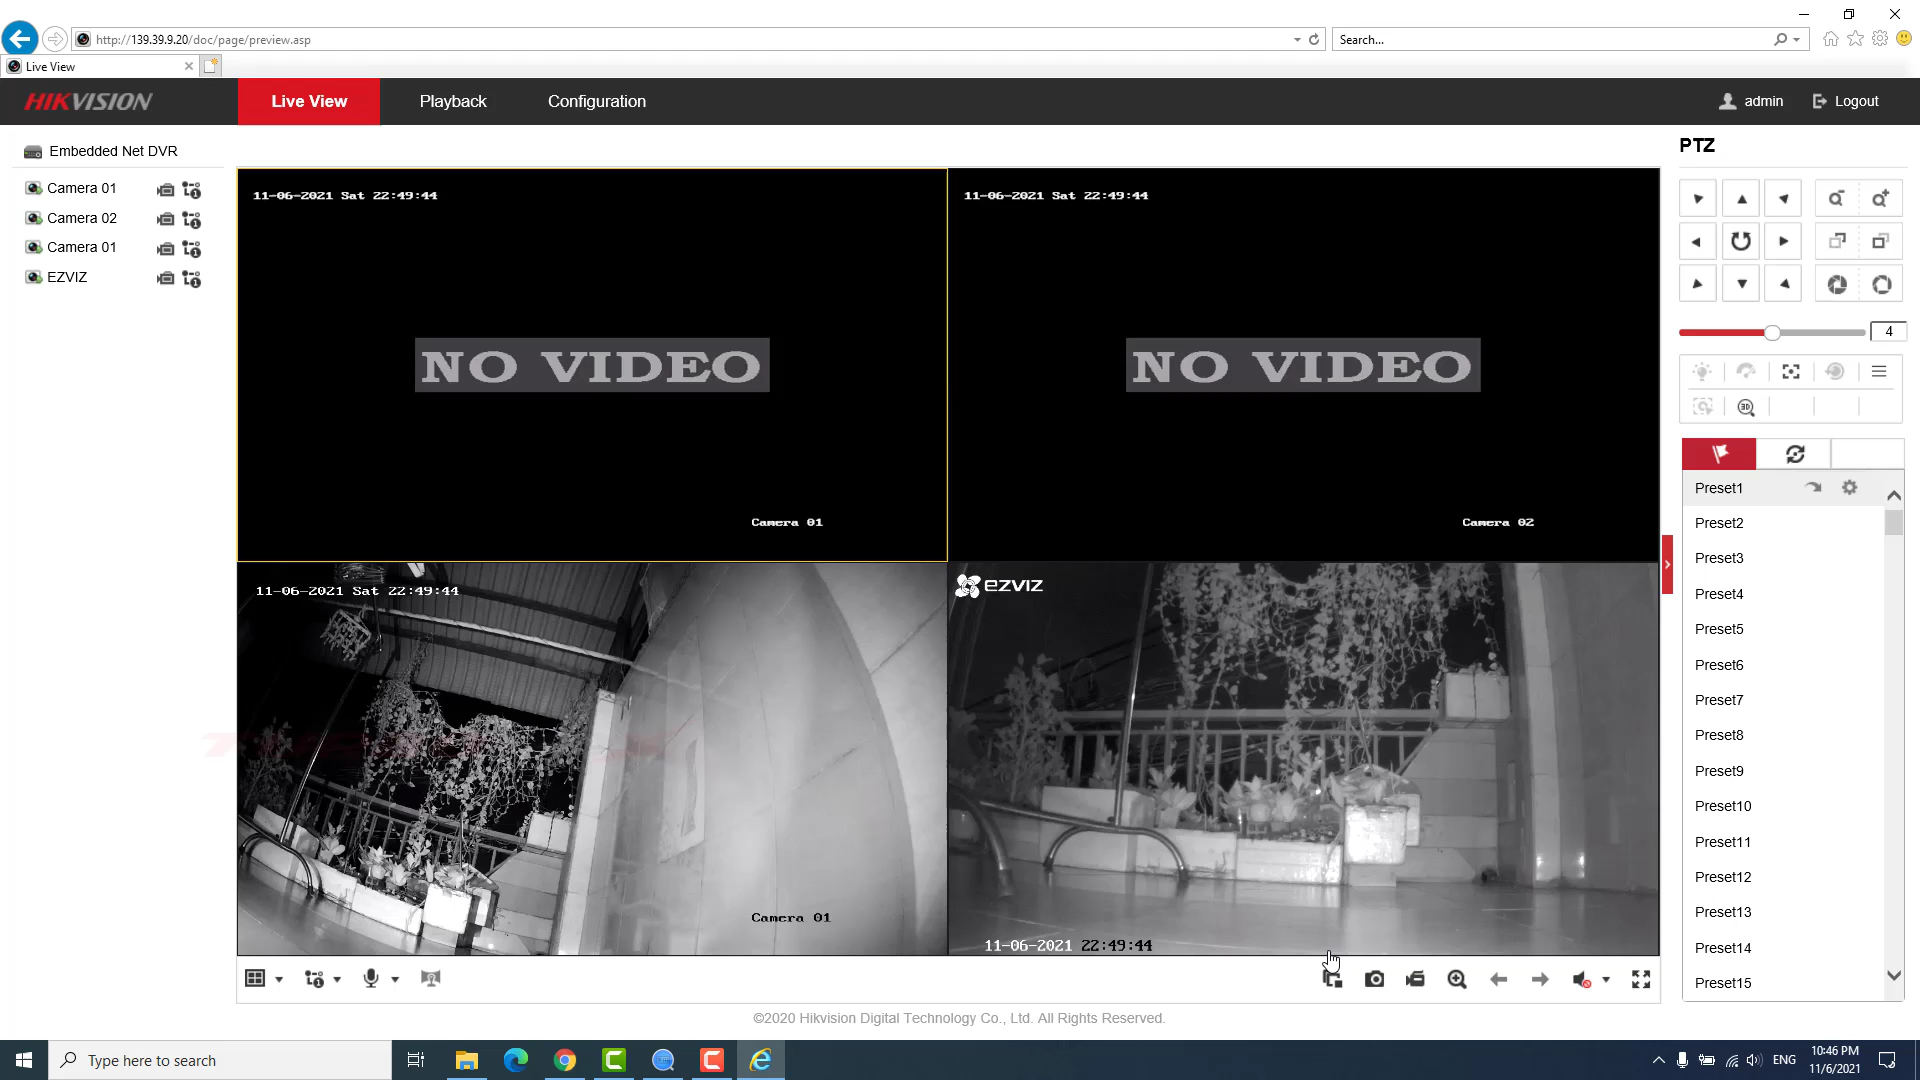 http://139.39.9.20/doc/page/preview.asp
Search...
Live View
HIKVISION
Live View
Playback
Configuration
admin
Logout
Embedded Net DVR
Camera 01
Camera 02
Camera 01
EZVIZ
11-06-2021 Sat 22:49:44
NO VIDEO
Camera 01
11-06-2021 Sat 22:49:44
NO VIDEO
Camera 02
11-06-2021 Sat 22:49:44
Camera 01
EZVIZ
11-06-2021 22:49:44
PTZ
4
3D
Preset1
Preset2
Preset3
Preset4
Preset5
Preset6
Preset7
Preset8
Preset9
Preset10
Preset11
Preset12
Preset13
Preset14
Preset15
©2020 Hikvision Digital Technology Co., Ltd. All Rights Reserved.
Type here to search
ENG
10:46 PM
11/6/2021